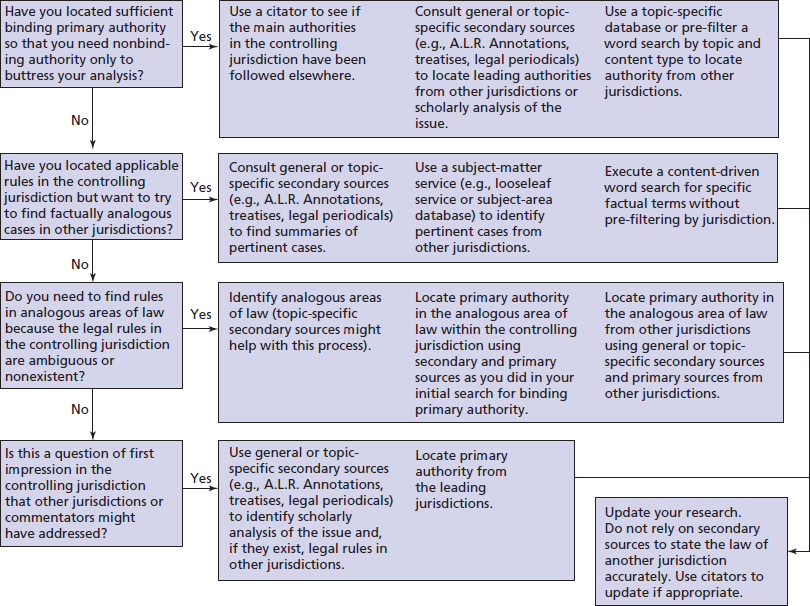 Have you located sufficient
binding primary authority
so that you need nonbind-
ing authority only to
buttress your analysis?
Yes
Use a citator to see if
the main authorities
in the controlling
jurisdiction have been
followed elsewhere.
Consult general or topic-
specific secondary sources
(e.g., A.L.R. Annotations,
treatises, legal periodicals)
to locate leading authorities
from other jurisdictions or
scholarly analysis of the
issue.
Use a topic-specific
database or pre-filter a
word search by topic and
content type to locate
authority from other
jurisdictions.
No
Have you located applicable
rules in the controlling
jurisdiction but want to try
to find factually analogous
cases in other jurisdictions?
Yes
Consult general or topic-
specific secondary sources
(e.g., A.L.R. Annotations,
treatises, legal periodicals)
to find summaries of
pertinent cases.
Use a subject-matter
service (e.g., looseleaf
service or subject-area
database) to identify
pertinent cases from
other jurisdictions.
Execute a content-driven
word search for specific
factual terms without
pre-filtering by jurisdiction.
No
Do you need to find rules
in analogous areas of law
because the legal rules in
the controlling jurisdiction
are ambiguous or
nonexistent?
Yes
Identify analogous areas
of law (topic-specific
secondary sources might
help with this process).
Locate primary authority
in the analogous area of
law within the controlling
jurisdiction using
secondary and primary
sources as you did in your
initial search for binding
primary authority.
Locate primary authority in
the analogous area of law
from other jurisdictions
using general or topic-
specific secondary sources
and primary sources from
other jurisdictions.
No
Is this a question of first
impression in the
controlling jurisdiction
that other jurisdictions or
commentators might
have addressed?
Yes
Use general or topic-
specific secondary sources
(e.g., A.L.R. Annotations,
treatises, legal periodicals)
to identify scholarly
analysis of the issue and,
if they exist, legal rules in
other jurisdictions.
Locate primary
authority from
the leading
jurisdictions.
Update your research.
Do not rely on secondary
sources to state the law of
another jurisdiction
accurately. Use citators to
update if appropriate.